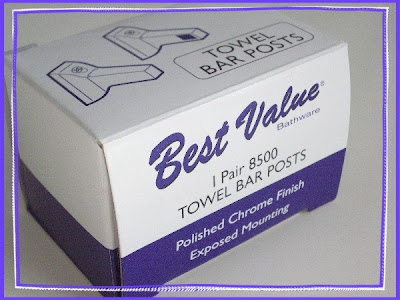 TOWEL
BAR POSTS
Best Value®
Bathware
1 Pair 8500
TOWEL BAR POSTS
Polished Chrome Finish
Exposed Mounting